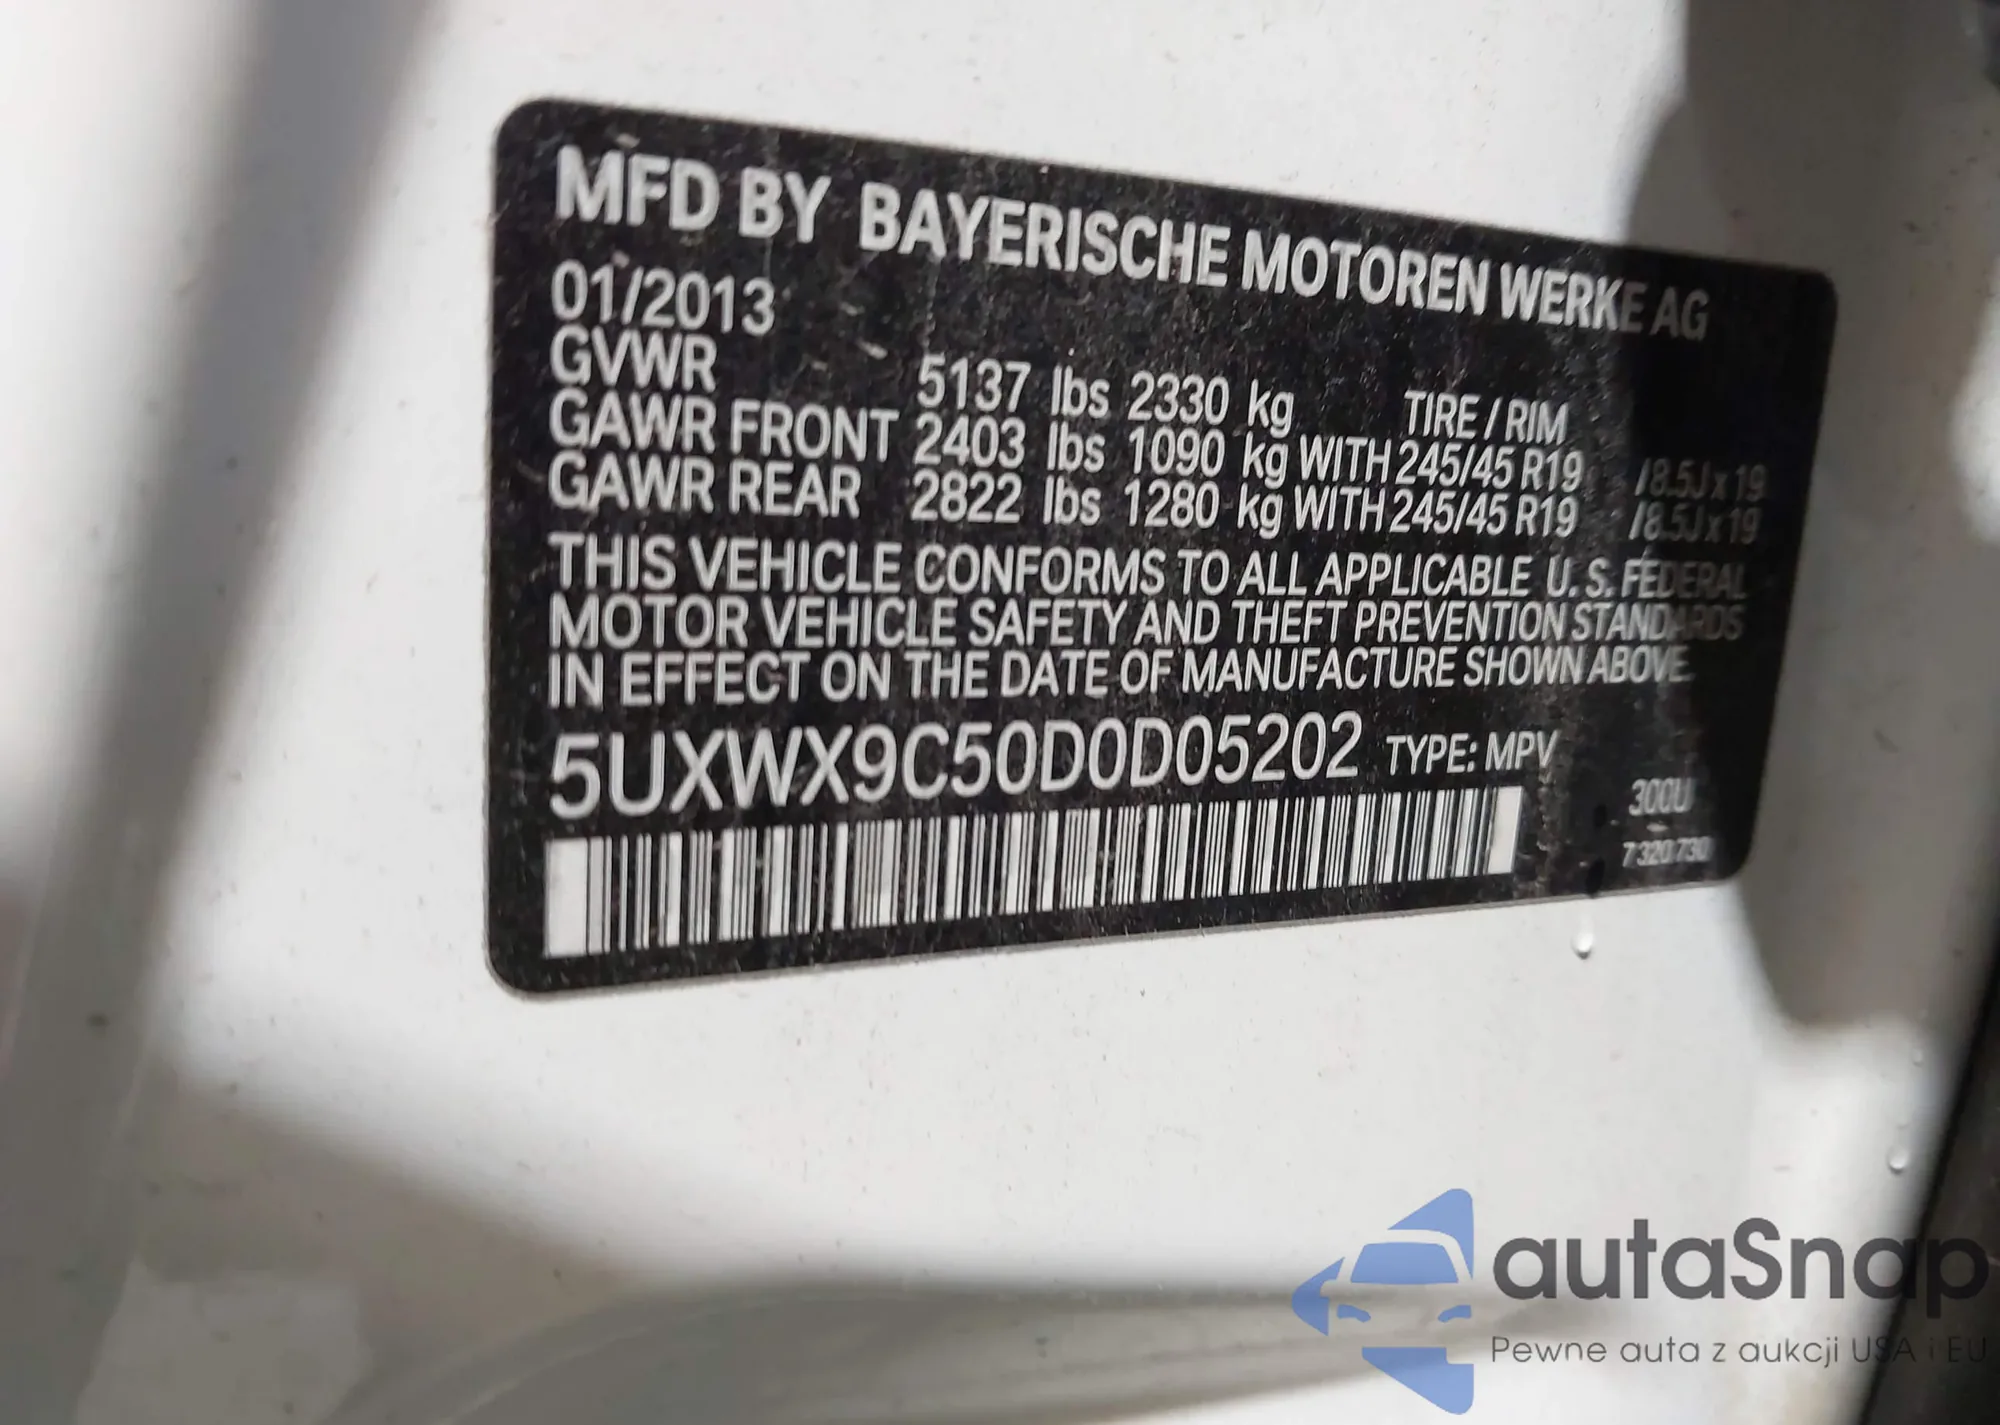 MFD BY BAYERISCHE MOTOREN WERKE AG
01/2013
GVWR 5137 lbs 2330 kg TIRE / RIM
GAWR FRONT 2403 lbs 1090 kg WITH 245/45 R19 /8.5J x 19
GAWR REAR 2822 lbs 1280 kg WITH 245/45 R19 /8.5J x 19
THIS VEHICLE CONFORMS TO ALL APPLICABLE U.S. FEDERAL
MOTOR VEHICLE SAFETY AND THEFT PREVENTION STANDARDS
IN EFFECT ON THE DATE OF MANUFACTURE SHOWN ABOVE.
5UXWX9C50D0D05202 TYPE: MPV
300U
7 320 730
autaSnap
Pewne auta z aukcji USA i EU